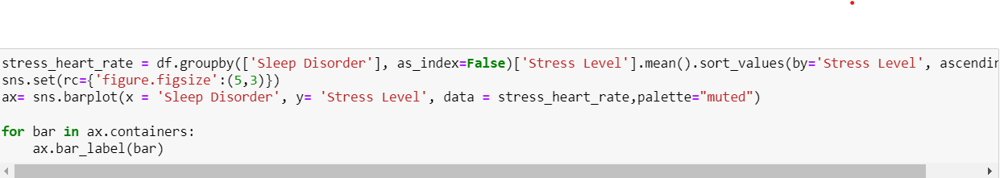 stress_heart_rate = df.groupby(['Sleep Disorder'], as_index=False)['Stress Level'].mean().sort_values(by='Stress Level', ascendin
sns.set(rc={'figure.figsize':(5,3)})
ax= sns.barplot(x = 'Sleep Disorder', y= 'Stress Level', data = stress_heart_rate,palette="muted")
for bar in ax.containers:
    ax.bar_label(bar)